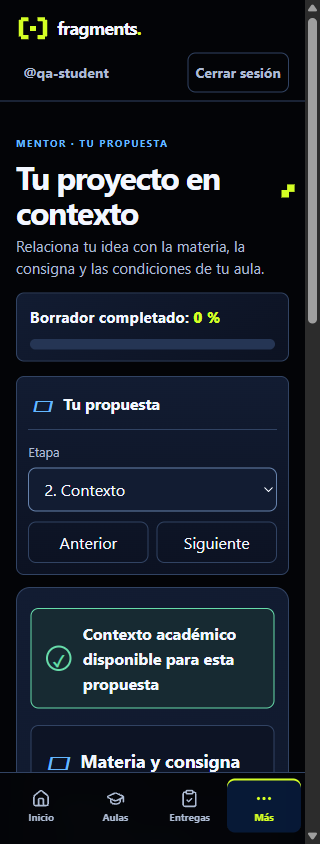 fragments.
@qa-student
Cerrar sesión
MENTOR · TU PROPUESTA
Tu proyecto en
contexto
Relaciona tu idea con la materia, la
consigna y las condiciones de tu aula.
Borrador completado: 0 %
Tu propuesta
Etapa
2. Contexto
Anterior
Siguiente
Contexto académico
disponible para esta
propuesta
Materia y consigna
Inicio
Aulas
Entregas
Más